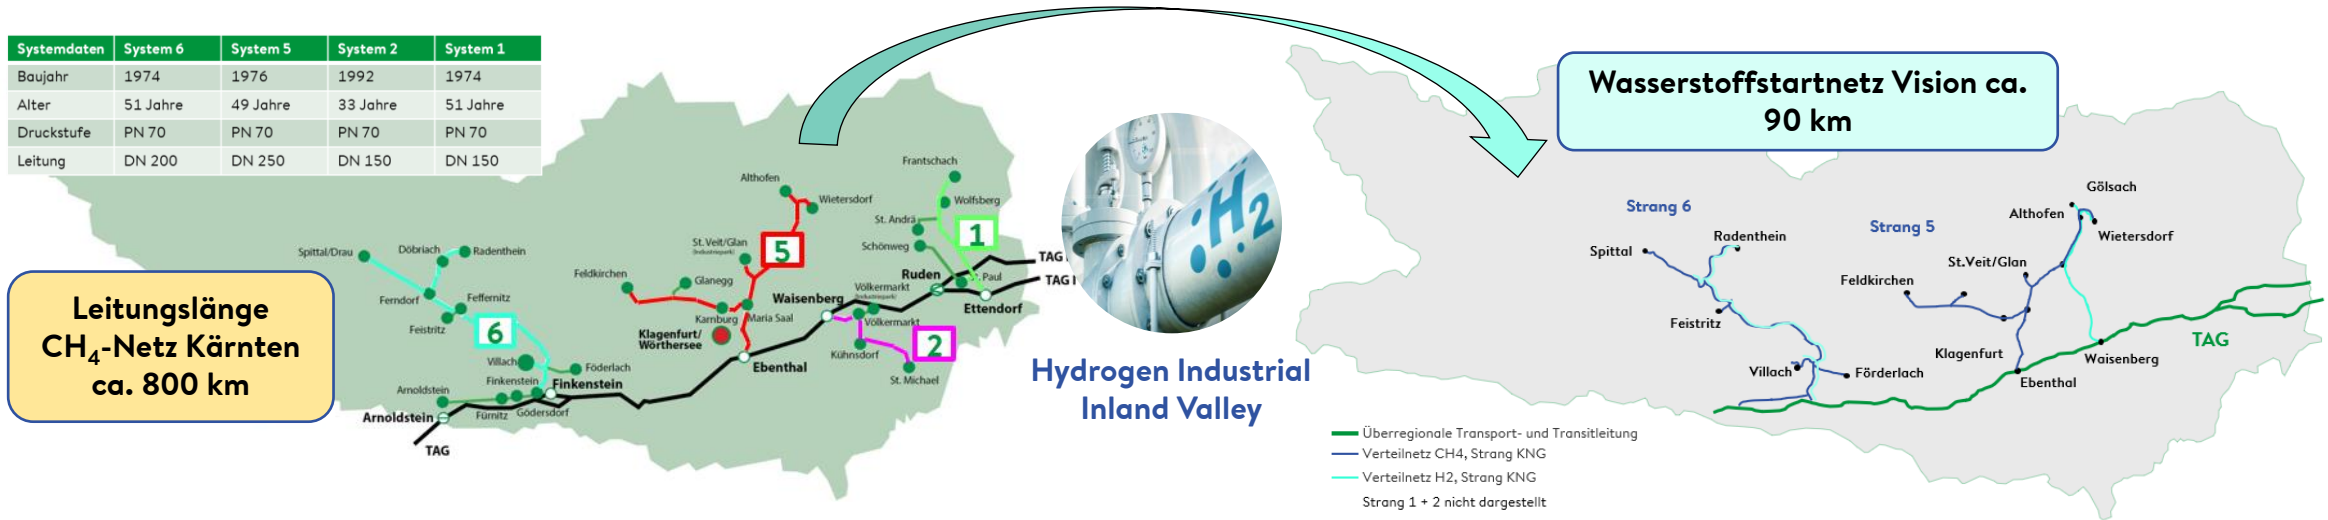 Systemdaten System 6 System 5 System 2 System 1
Baujahr 1974 1976 1992 1974
Alter 51 Jahre 49 Jahre 33 Jahre 51 Jahre
Druckstufe PN 70 PN 70 PN 70 PN 70
Leitung DN 200 DN 250 DN 150 DN 150
Leitungslänge
CH4-Netz Kärnten
ca. 800 km
Frantschach
Althofen
Wietersdorf
Wolfsberg
St. Andrä
1
Schönweg
St. Veit/Glan
(Industriepark)
5
Spittal/Drau
Döbriach
Radenthein
TAG
Feldkirchen
Glanegg
Ruden
Paul
TAG I
Völkermarkt
(Industriepark)
Ferndorf
Feffernitz
Waisenberg
Ettendorf
Feistritz
6
Karnburg
Maria Saal
Völkermarkt
Klagenfurt/
Wörthersee
2
Kühnsdorf
Villach
Föderlach
Ebenthal
St. Michael
Finkenstein
Finkenstein
Arnoldstein
Arnoldstein
Fürnitz
Gödersdorf
TAG
H2
Hydrogen Industrial
Inland Valley
Wasserstoffstartnetz Vision ca.
90 km
Gölsach
Strang 6
Althofen
Strang 5
Radenthein
Wietersdorf
Spittal
St.Veit/Glan
Feldkirchen
Feistritz
TAG
Klagenfurt
Waisenberg
Villach
Förderlach
Ebenthal
Überregionale Transport- und Transitleitung
Verteilnetz CH4, Strang KNG
Verteilnetz H2, Strang KNG
Strang 1 + 2 nicht dargestellt